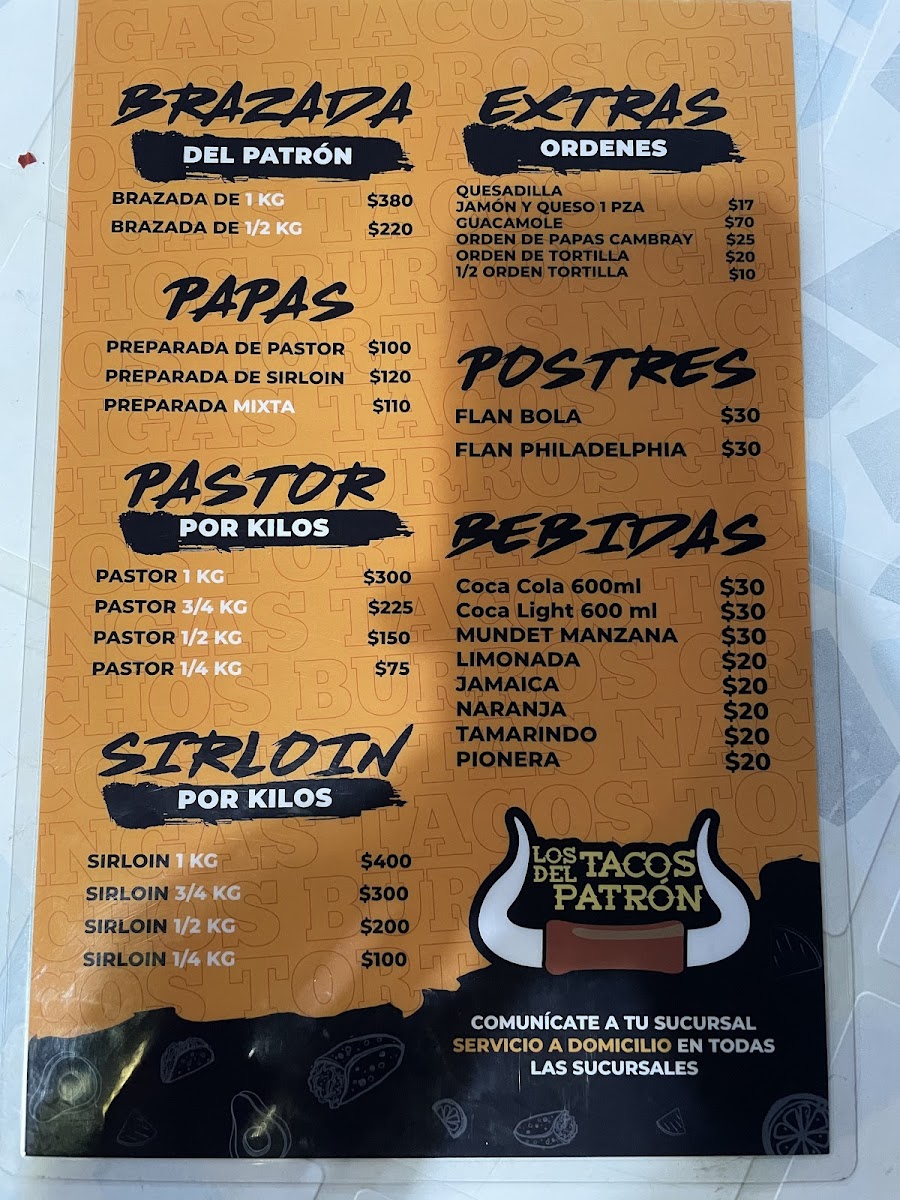 BRAZADA
DEL PATRÓN
BRAZADA DE 1 KG $380
BRAZADA DE 1/2 KG $220
PAPAS
PREPARADA DE PASTOR $100
PREPARADA DE SIRLOIN $120
PREPARADA MIXTA $110
PASTOR
POR KILOS
PASTOR 1 KG $300
PASTOR 3/4 KG $225
PASTOR 1/2 KG $150
PASTOR 1/4 KG $75
SIRLOIN
POR KILOS
SIRLOIN 1 KG $400
SIRLOIN 3/4 KG $300
SIRLOIN 1/2 KG $200
SIRLOIN 1/4 KG $100
EXTRAS
ORDENES
QUESADILLA
JAMÓN Y QUESO 1 PZA $17
GUACAMOLE $70
ORDEN DE PAPAS CAMBRAY $25
ORDEN DE TORTILLA $20
1/2 ORDEN TORTILLA $10
POSTRES
FLAN BOLA $30
FLAN PHILADELPHIA $30
BEBIDAS
Coca Cola 600ml $30
Coca Light 600 ml $30
MUNDET MANZANA $30
LIMONADA $20
JAMAICA $20
NARANJA $20
TAMARINDO $20
PIONERA $20
LOS TACOS
DEL PATRÓN
COMUNÍCATE A TU SUCURSAL
SERVICIO A DOMICILIO EN TODAS
LAS SUCURSALES